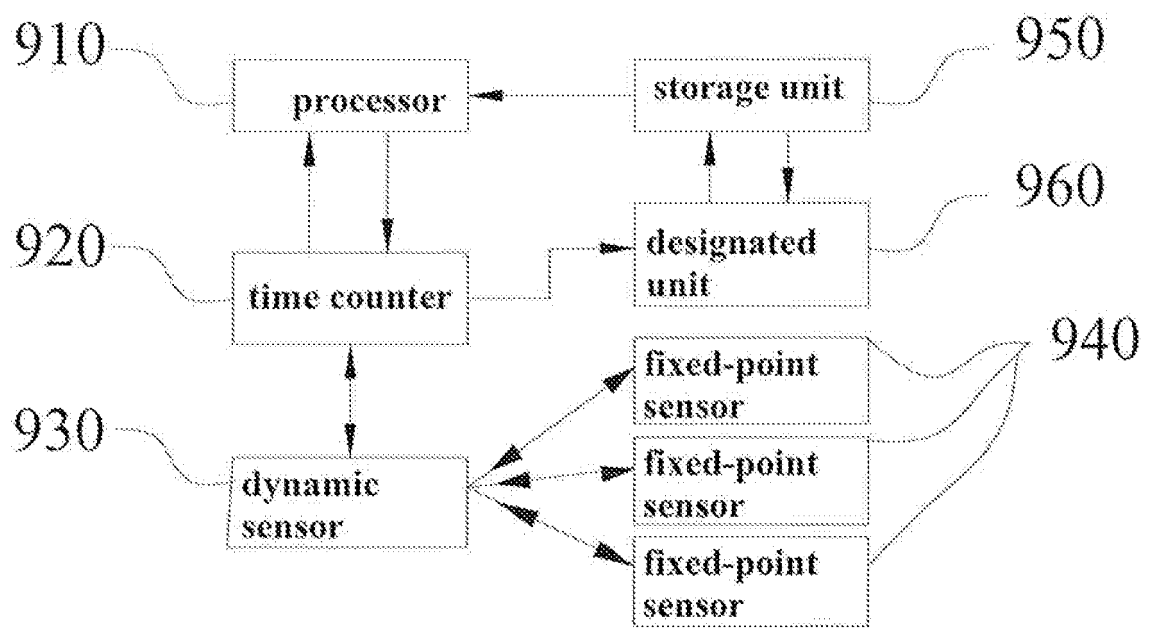 910
processor
storage unit
950
920
time counter
designated
unit
960
930
dynamic
sensor
fixed-point
sensor
fixed-point
sensor
fixed-point
sensor
940